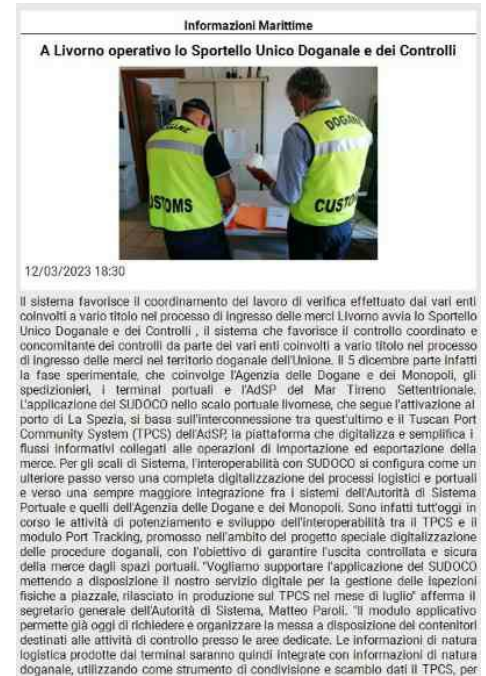 Informazioni Marittime
A Livorno operativo lo Sportello Unico Doganale e dei Controlli
DOGANE
CUSTOMS
12/03/2023 18:30
Il sistema favorisce il coordinamento del lavoro di verifica effettuato dai vari enti
coinvolti a vario titolo nel processo di ingresso delle merci Livorno avvia lo Sportello
Unico Doganale e dei Controlli , il sistema che favorisce il controllo coordinato e
concomitante dei controlli da parte dei vari enti coinvolti a vario titolo nel processo
di ingresso delle merci nel territorio doganale dell'Unione. Il 5 dicembre parte infatti
la fase sperimentale, che coinvolge l'Agenzia delle Dogane e dei Monopoli, gli
spedizionieri, i terminal portuali e l'AdSP del Mar Tirreno Settentrionale.
L'applicazione del SUDOCO nello scalo portuale livornese, che segue l'attivazione al
porto di La Spezia, si basa sull'interconnessione tra quest'ultimo e il Tuscan Port
Community System (TPCS) dell'AdSP, la piattaforma che digitalizza e semplifica i
flussi informativi collegati alle operazioni di importazione ed esportazione della
merce. Per gli scali di Sistema, l'interoperabilità con SUDOCO si configura come un
ulteriore passo verso una completa digitalizzazione dei processi logistici e portuali
e verso una sempre maggiore integrazione fra i sistemi dell'Autorità di Sistema
Portuale e quelli dell'Agenzia delle Dogane e dei Monopoli. Sono infatti tutt'oggi in
corso le attività di potenziamento e sviluppo dell'interoperabilità tra il TPCS e il
modulo Port Tracking, promosso nell'ambito del progetto speciale digitalizzazione
delle procedure doganali, con l'obiettivo di garantire l'uscita controllata e sicura
della merce dagli spazi portuali. "Vogliamo supportare l'applicazione del SUDOCO
mettendo a disposizione il nostro servizio digitale per la gestione delle ispezioni
fisiche a piazzale, rilasciato in produzione sul TPCS nel mese di luglio" afferma il
segretario generale dell'Autorità di Sistema, Matteo Paroli. "Il modulo applicativo
permette già oggi di richiedere e organizzare la messa a disposizione dei contenitori
destinati alle attività di controllo presso le aree dedicate. Le informazioni di natura
logistica prodotte dai terminal saranno quindi integrate con informazioni di natura
doganale, utilizzando come strumento di condivisione e scambio dati il TPCS, per